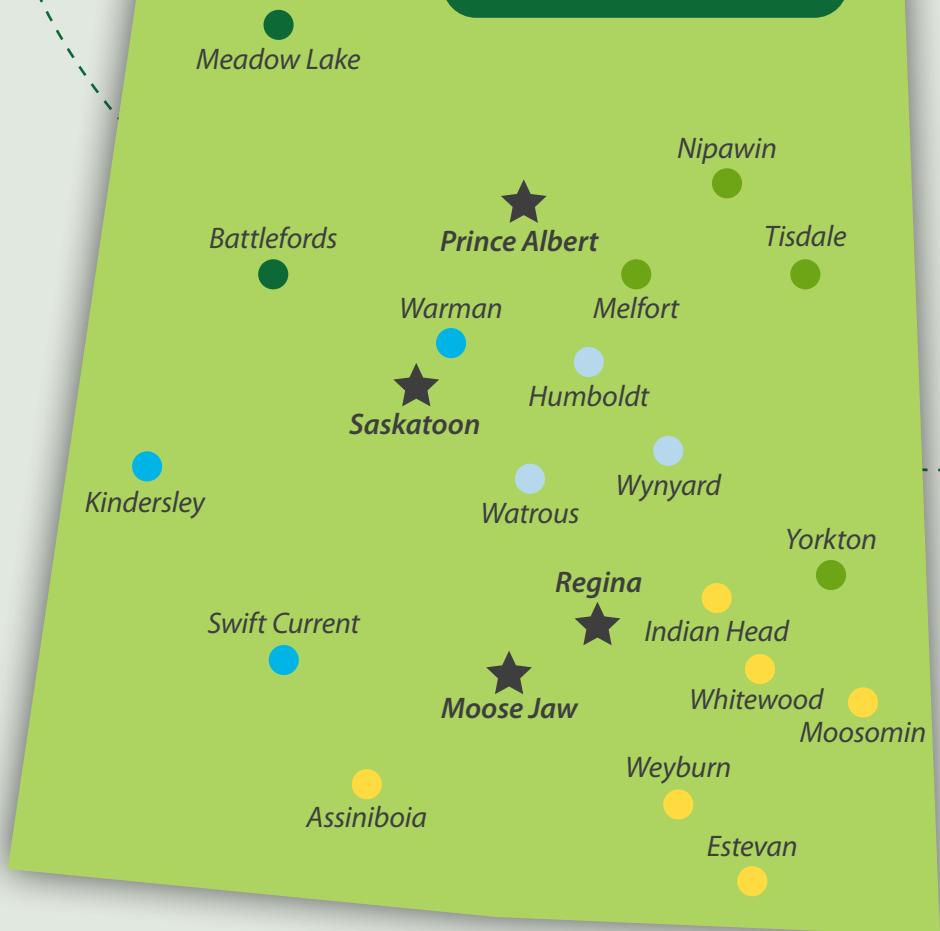 Meadow Lake
Nipawin
Prince Albert
Battlefords
Tisdale
Warman
Melfort
Humboldt
Saskatoon
Kindersley
Wynyard
Watrous
Yorkton
Regina
Swift Current
Indian Head
Whitewood
Moose Jaw
Moosomin
Weyburn
Assiniboia
Estevan